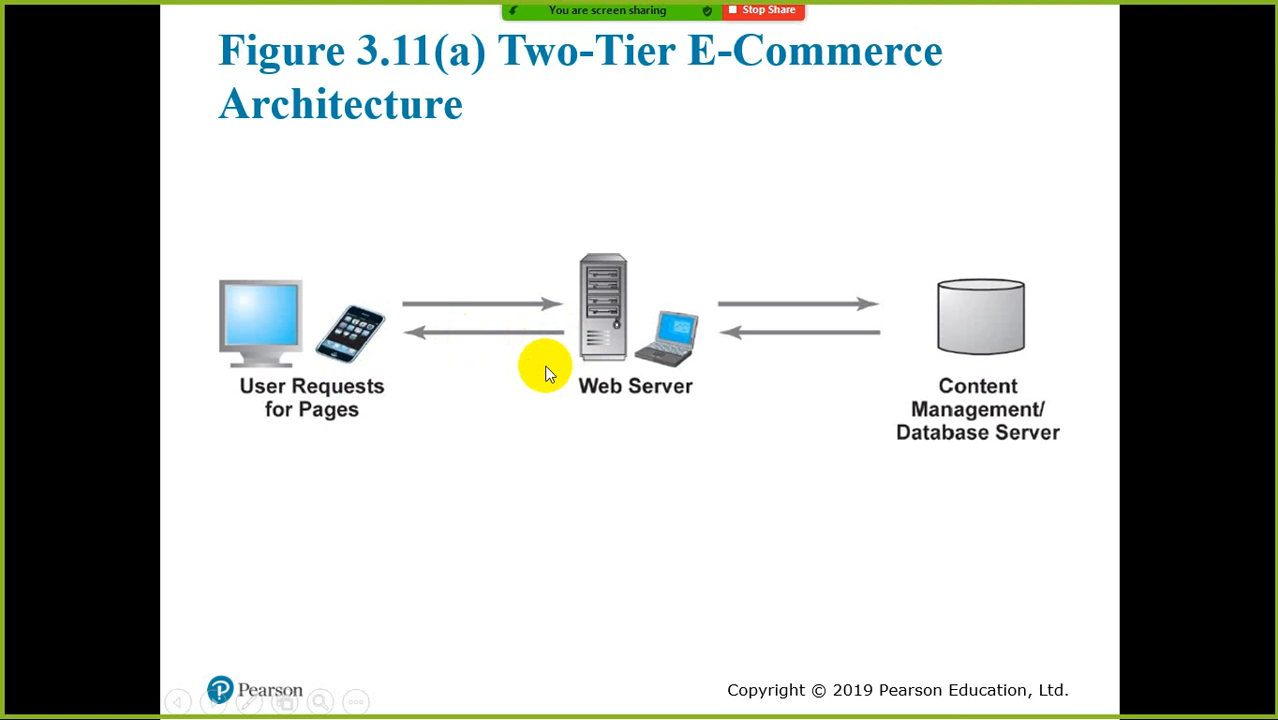 You are screen sharing
Stop Share
Figure 3.11(a) Two-Tier E-Commerce
Architecture
User Requests
for Pages
Web Server
Content
Management/
Database Server
Pearson
Copyright © 2019 Pearson Education, Ltd.